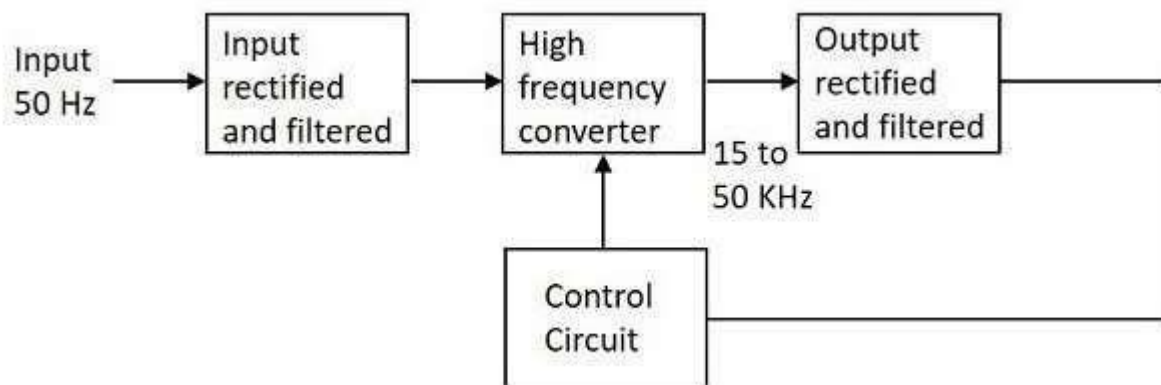 Input
50 Hz
Input
rectified
and filtered
High
frequency
converter
15 to
50 KHz
Output
rectified
and filtered
Control
Circuit